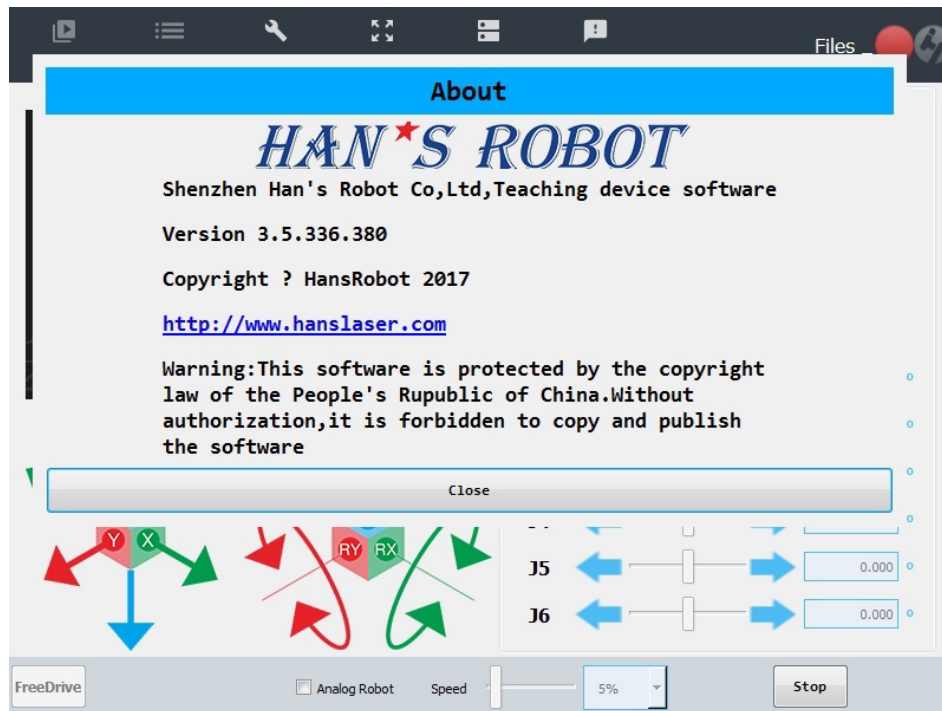 Files _
About
HAN'S ROBOT
Shenzhen Han's Robot Co,Ltd,Teaching device software
Version 3.5.336.380
Copyright ? HansRobot 2017
http://www.hanslaser.com
Warning:This software is protected by the copyright
law of the People's Rupublic of China.Without
authorization,it is forbidden to copy and publish
the software
Close
Y X
RY RX
J5 0.000 o
J6 0.000 o
FreeDrive Analog Robot Speed 5% Stop